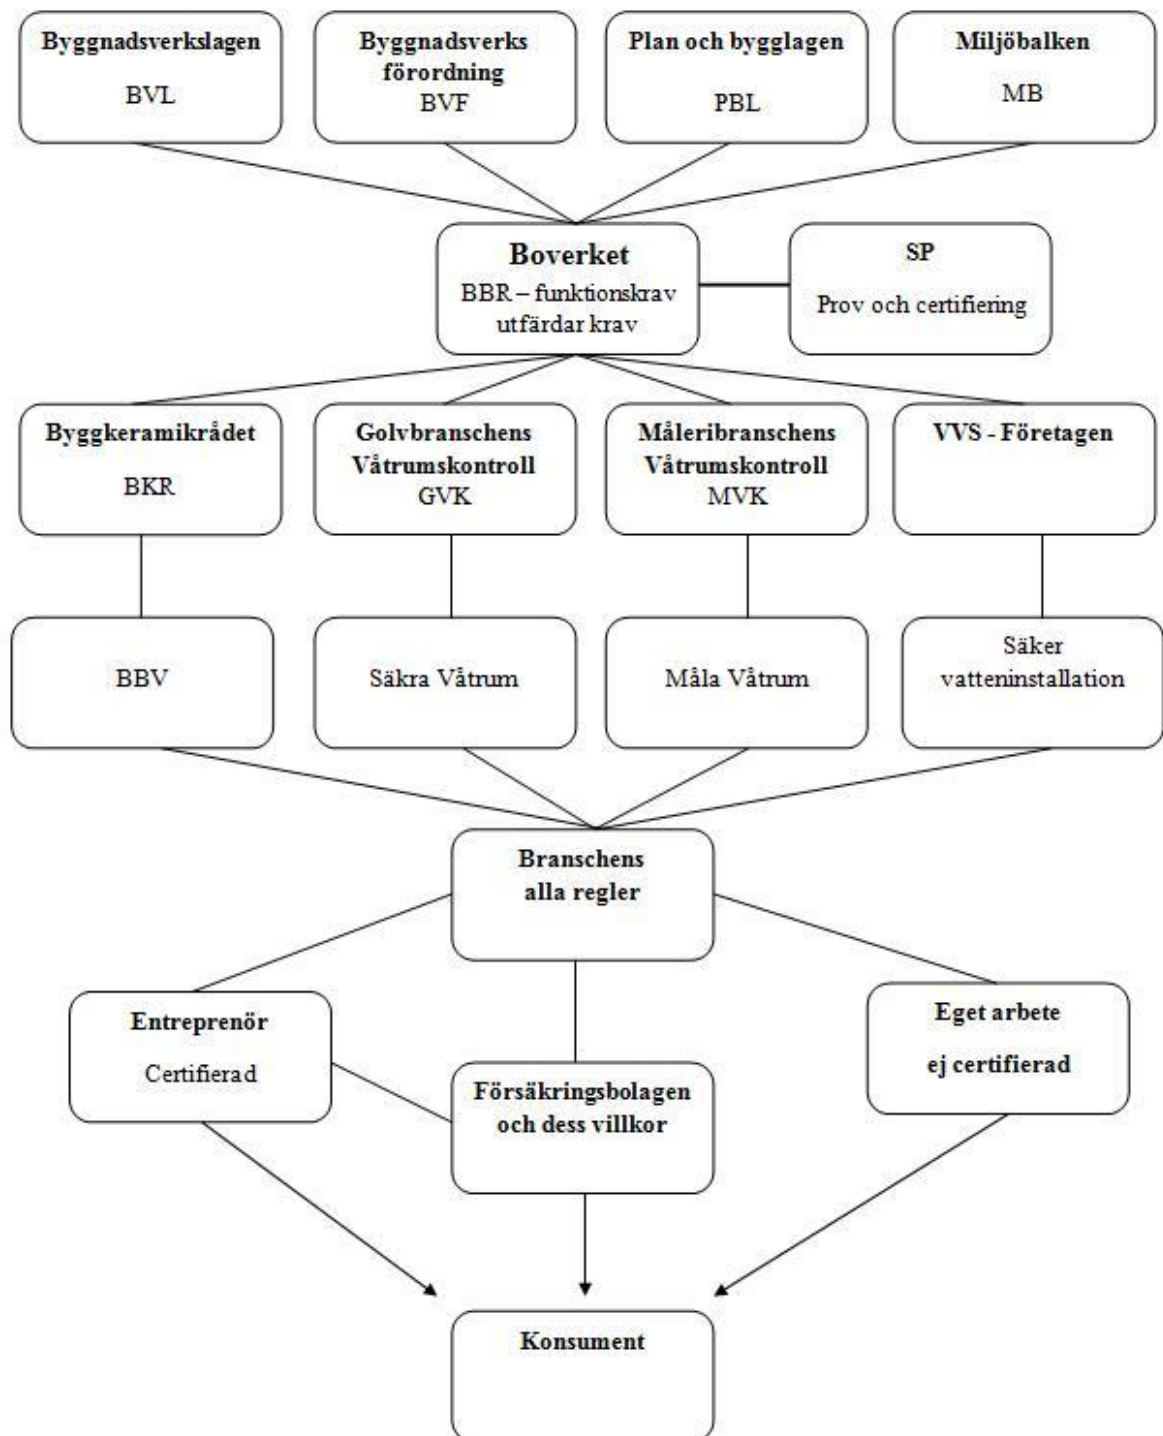 Byggnadsverkslagen
BVL
Byggnadsverks
förordning
BVF
Plan och bygglagen
PBL
Miljöbalken
MB
Boverket
BBR – funktionskrav
utfärdar krav
SP
Prov och certifiering
Byggkeramikrådet
BKR
Golvbranschens
Våtrumskontroll
GVK
Måleribranschens
Våtrumskontroll
MVK
VVS - Företagen
BBV
Säkra Våtrum
Måla Våtrum
Säker
vatteninstallation
Branschens
alla regler
Entreprenör
Certifierad
Försäkringsbolagen
och dess villkor
Eget arbete
ej certifierad
Konsument